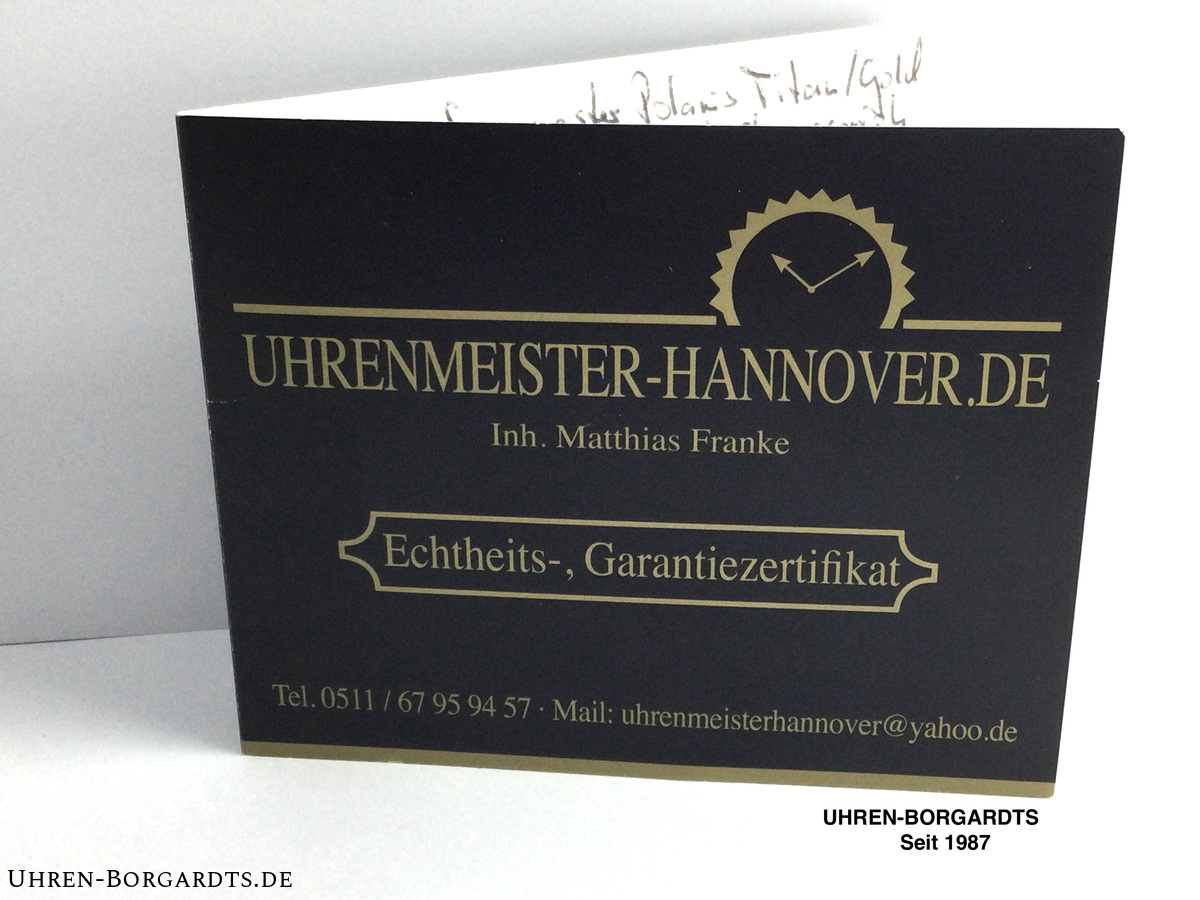 Polaris Titan/Gold
UHRENMEISTER-HANNOVER.DE
Inh. Matthias Franke
Echtheits-, Garantiezertifikat
Tel. 0511 / 67 95 94 57 · Mail: uhrenmeisterhannover@yahoo.de
UHREN-BORGARDTS
Seit 1987
UHREN-BORGARDTS.DE